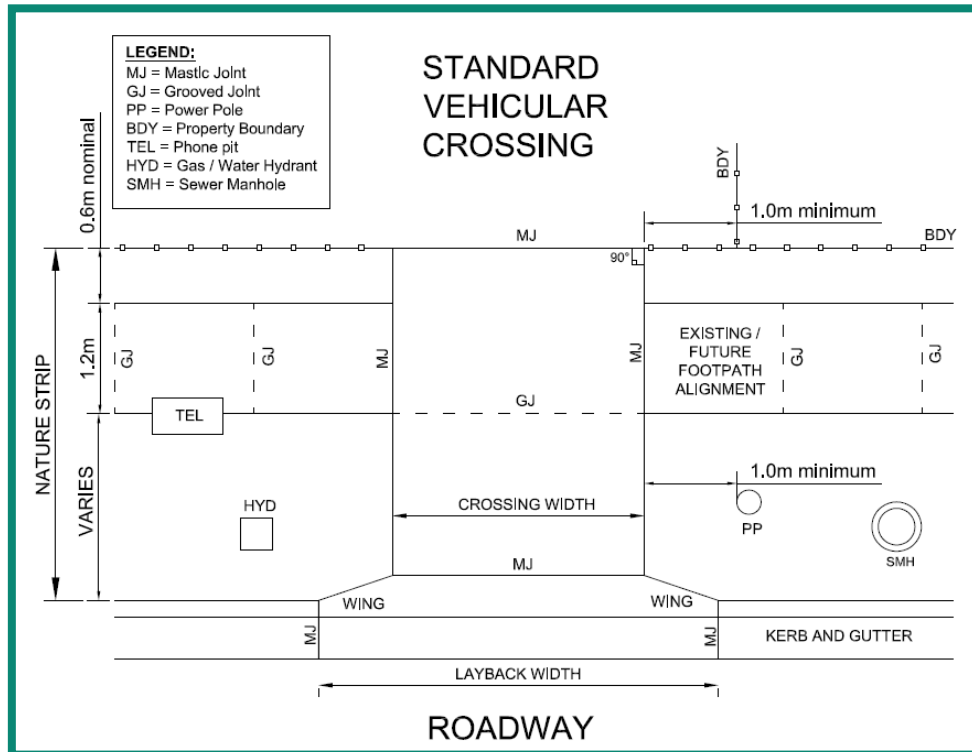 LEGEND:
MJ = Mastic Joint
GJ = Grooved Joint
PP = Power Pole
BDY = Property Boundary
TEL = Phone pit
HYD = Gas / Water Hydrant
SMH = Sewer Manhole
STANDARD
VEHICULAR
CROSSING
0.6m nominal
BDY
1.0m minimum
MJ
BDY
90°
NATURE STRIP
1.2m
GJ
GJ
MJ
MJ
EXISTING /
FUTURE
FOOTPATH
ALIGNMENT
GJ
GJ
TEL
GJ
VARIES
1.0m minimum
HYD
CROSSING WIDTH
PP
SMH
MJ
WING
WING
MJ
MJ
KERB AND GUTTER
LAYBACK WIDTH
ROADWAY